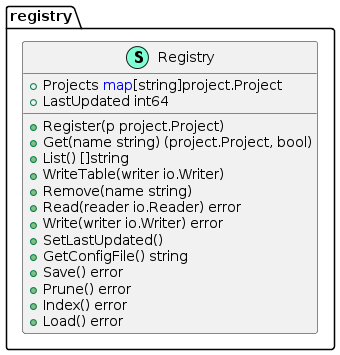 registry
S Registry
Projects map[string]project.Project
LastUpdated int64
Register(p project.Project)
Get(name string) (project.Project, bool)
List() []string
WriteTable(writer io.Writer)
Remove(name string)
Read(reader io.Reader) error
Write(writer io.Writer) error
SetLastUpdated()
GetConfigFile() string
Save() error
Prune() error
Index() error
Load() error